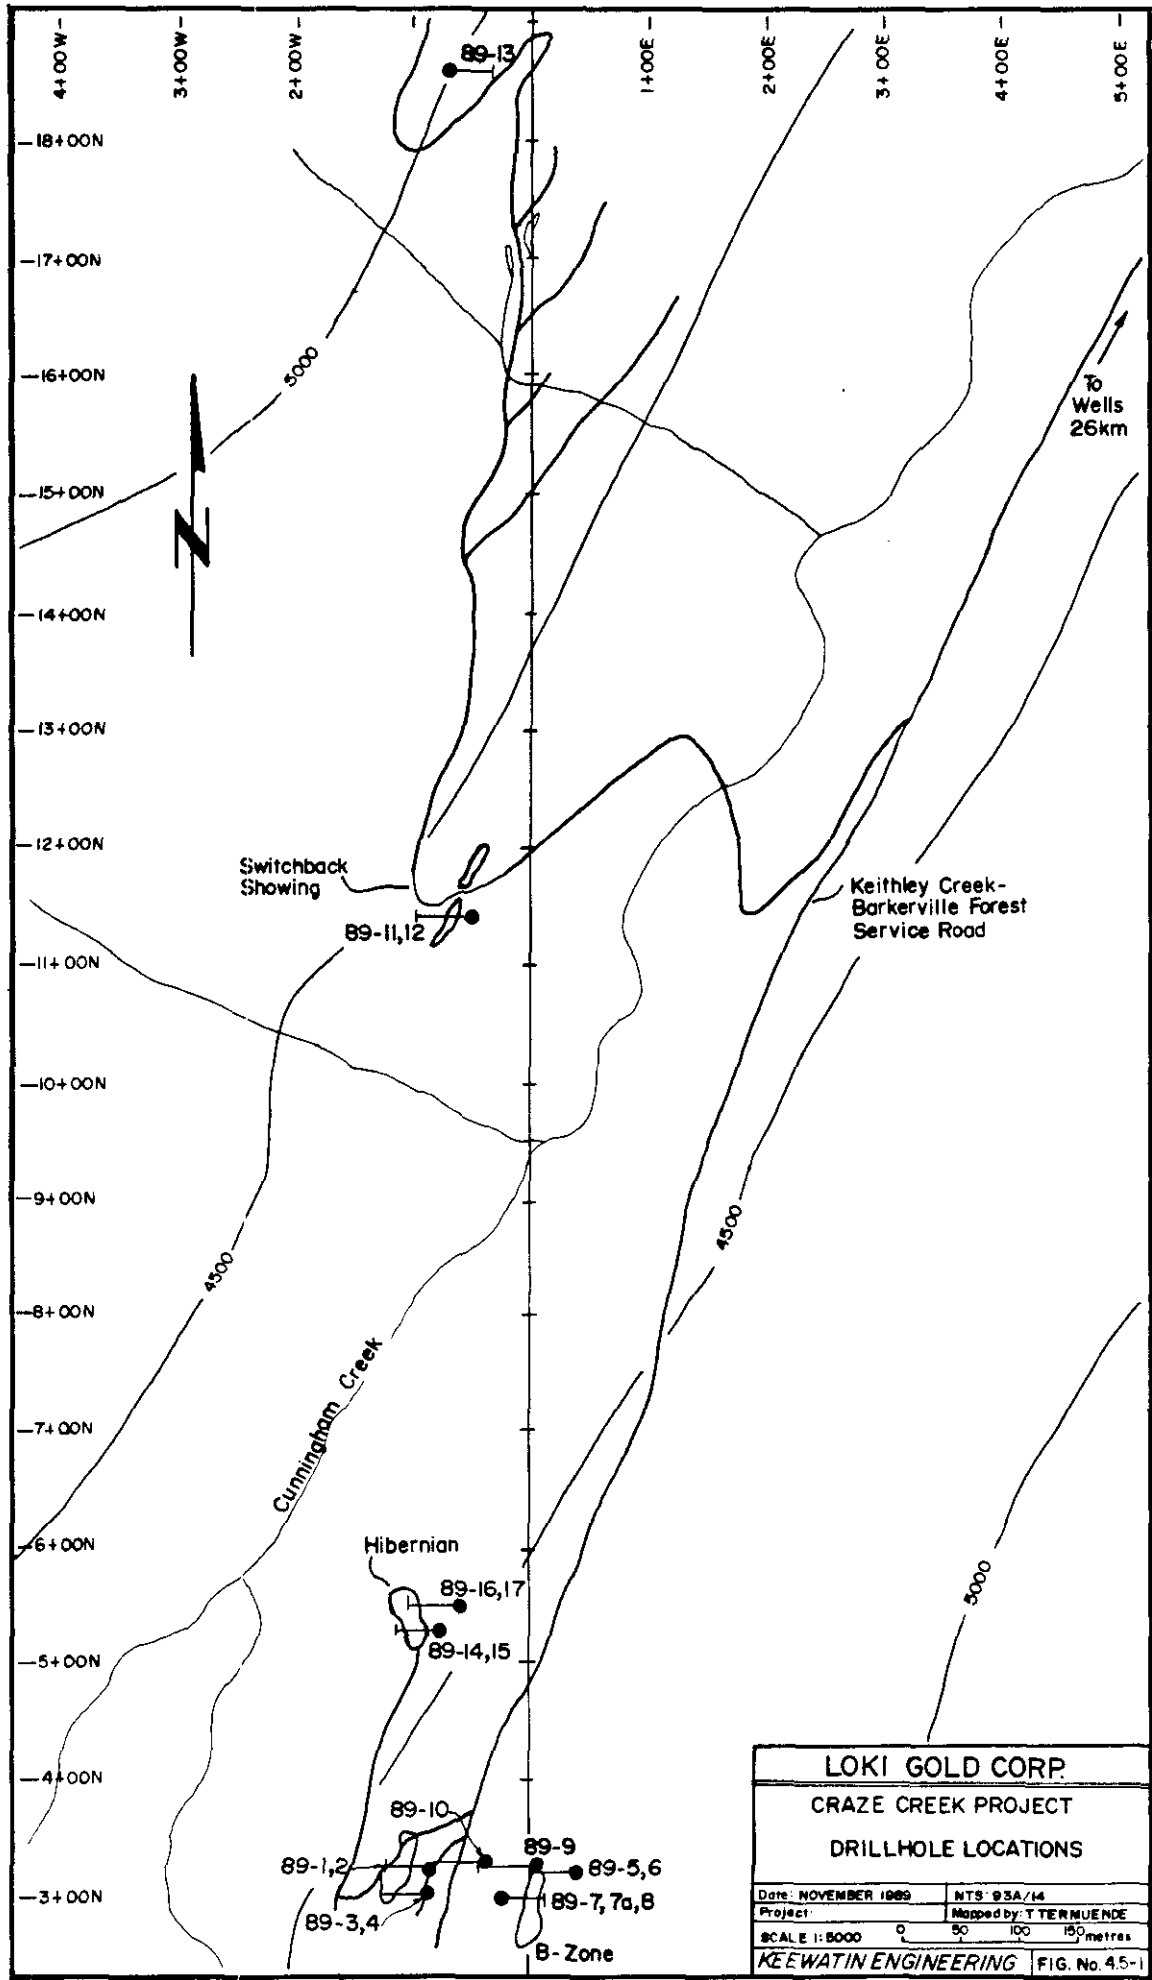 4+00W
3+00W
2+00W
1+00E
2+00E
3+00E
4+00E
5+00E
89-13
18+00N
17+00N
5000
16+00N
To
Wells
26km
15+00N
N
14+00N
13+00N
12+00N
Switchback
Showing
Keithley Creek-
Barkerville Forest
Service Road
89-11,12
11+00N
10+00N
9+00N
4500
4500
8+00N
Cunningham Creek
7+00N
6+00N
Hibernian
89-16,17
5000
89-14,15
5+00N
4+00N
89-10
89-9
89-1,2
89-5,6
3+00N
89-7,7a,8
89-3,4
B-Zone
LOKI GOLD CORP.
CRAZE CREEK PROJECT
DRILLHOLE LOCATIONS
Date: NOVEMBER 1989
NTS: 93A/14
Project:
Mapped by: T TERMUENDE
SCALE 1:5000
0 50 100 150 metres
KEEWATIN ENGINEERING
FIG. No. 4.5-1